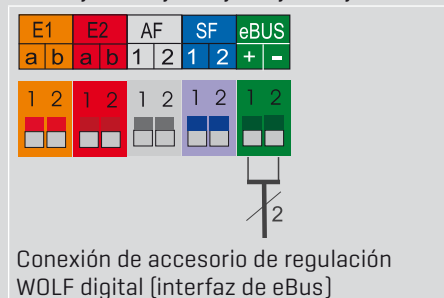 E1 E2 AF SF eBUS
a b a b 1 2 1 2 + -
1 2 1 2 1 2 1 2 1 2
2
Conexión de accesorio de regulación
WOLF digital (interfaz de eBus)